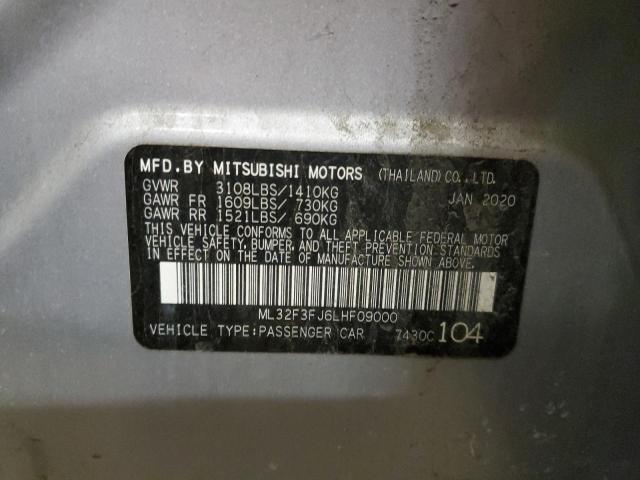 MFD.BY MITSUBISHI MOTORS (THAILAND) CO.,LTD.
GVWR 3108LBS/1410KG JAN 2020
GAWR FR 1609LBS/ 730KG
GAWR RR 1521LBS/ 690KG
THIS VEHICLE CONFORMS TO ALL APPLICABLE FEDERAL MOTOR
VEHICLE SAFETY, BUMPER, AND THEFT PREVENTION STANDARDS
IN EFFECT ON THE DATE OF MANUFACTURE SHOWN ABOVE.
ML32F3FJ6LHF09000
VEHICLE TYPE:PASSENGER CAR 7430C 104